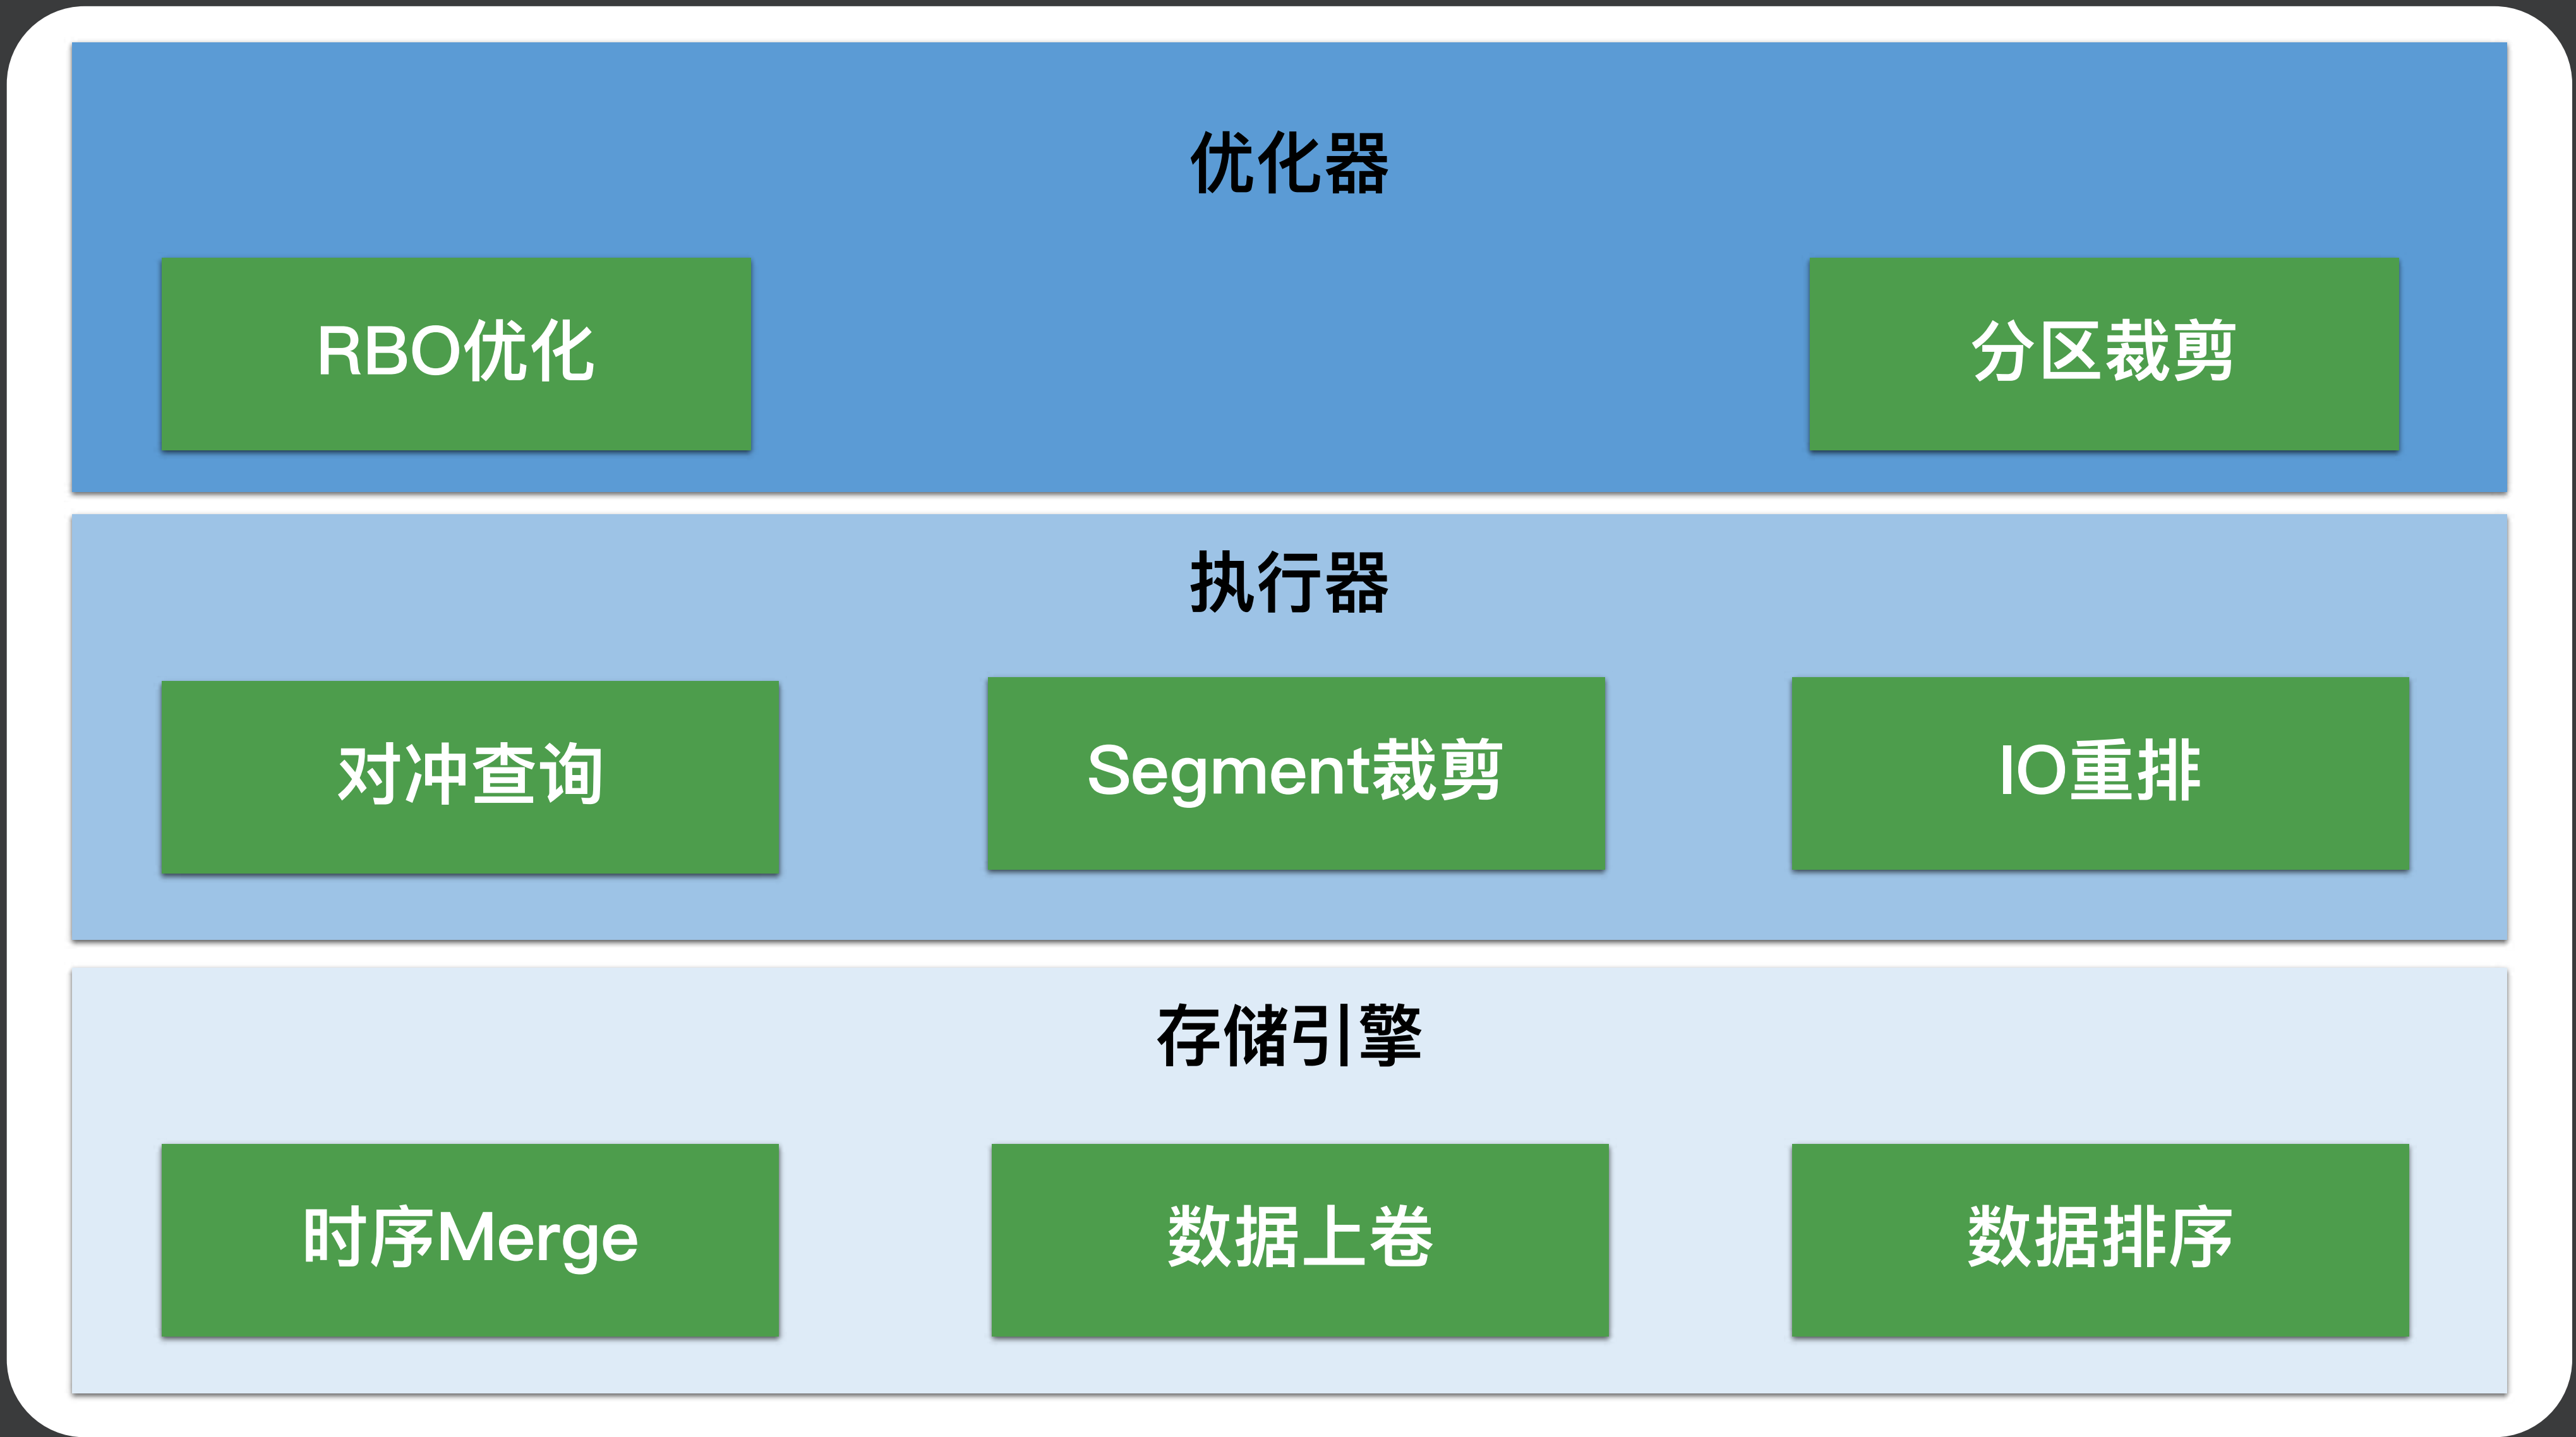 优化器
RBO优化
分区裁剪
执行器
对冲查询
Segment裁剪
IO重排
存储引擎
时序Merge
数据上卷
数据排序